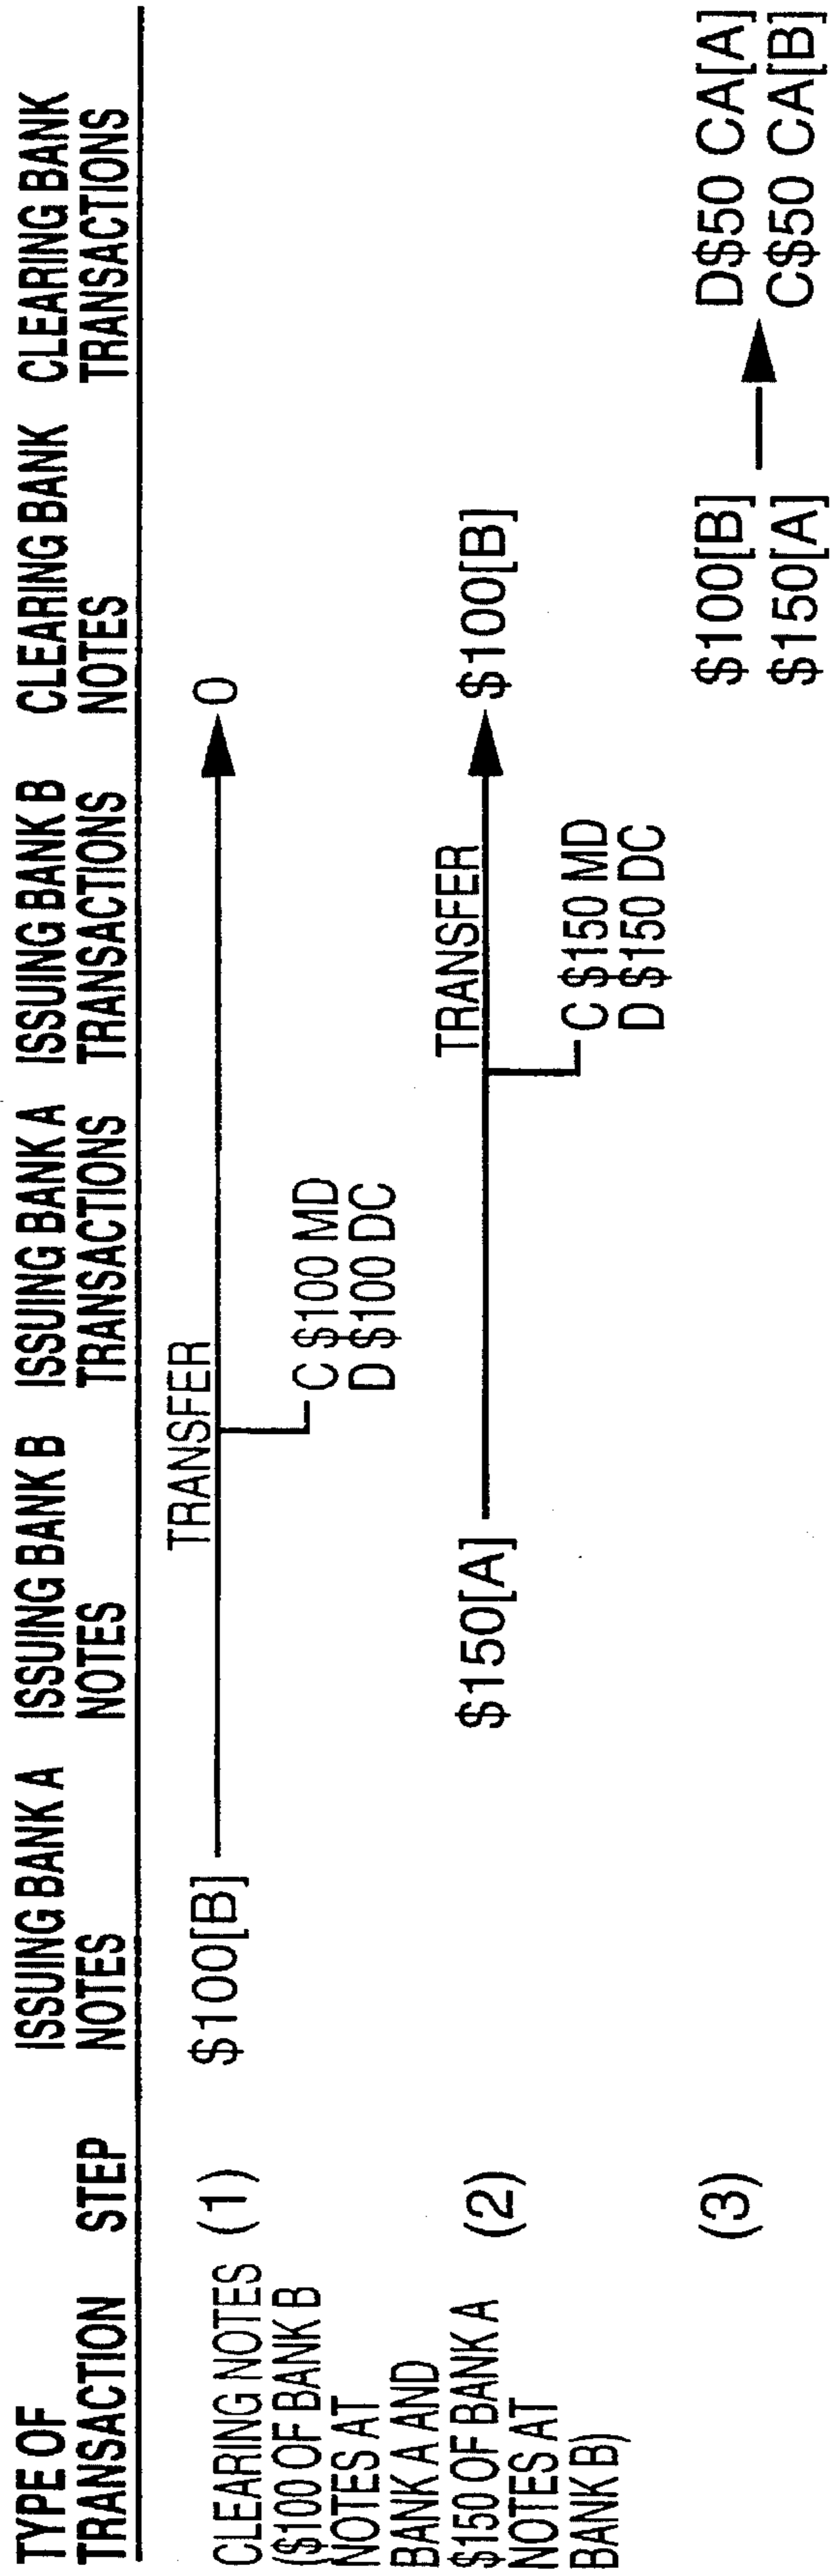 TYPE OF
TRANSACTION
STEP
ISSUING BANK A
NOTES
ISSUING BANK B
NOTES
ISSUING BANK A
TRANSACTIONS
ISSUING BANK B
TRANSACTIONS
CLEARING BANK
NOTES
CLEARING BANK
TRANSACTIONS
CLEARING NOTES
($100 OF BANK B
NOTES AT
BANK A AND
$150 OF BANK A
NOTES AT
BANK B)
(1)
$100[B]
TRANSFER
0
C $100 MD
D $100 DC
(2)
$150[A]
TRANSFER
$100[B]
C $150 MD
D $150 DC
(3)
$100[B]
$150[A]
D$50 CA[A]
C$50 CA[B]